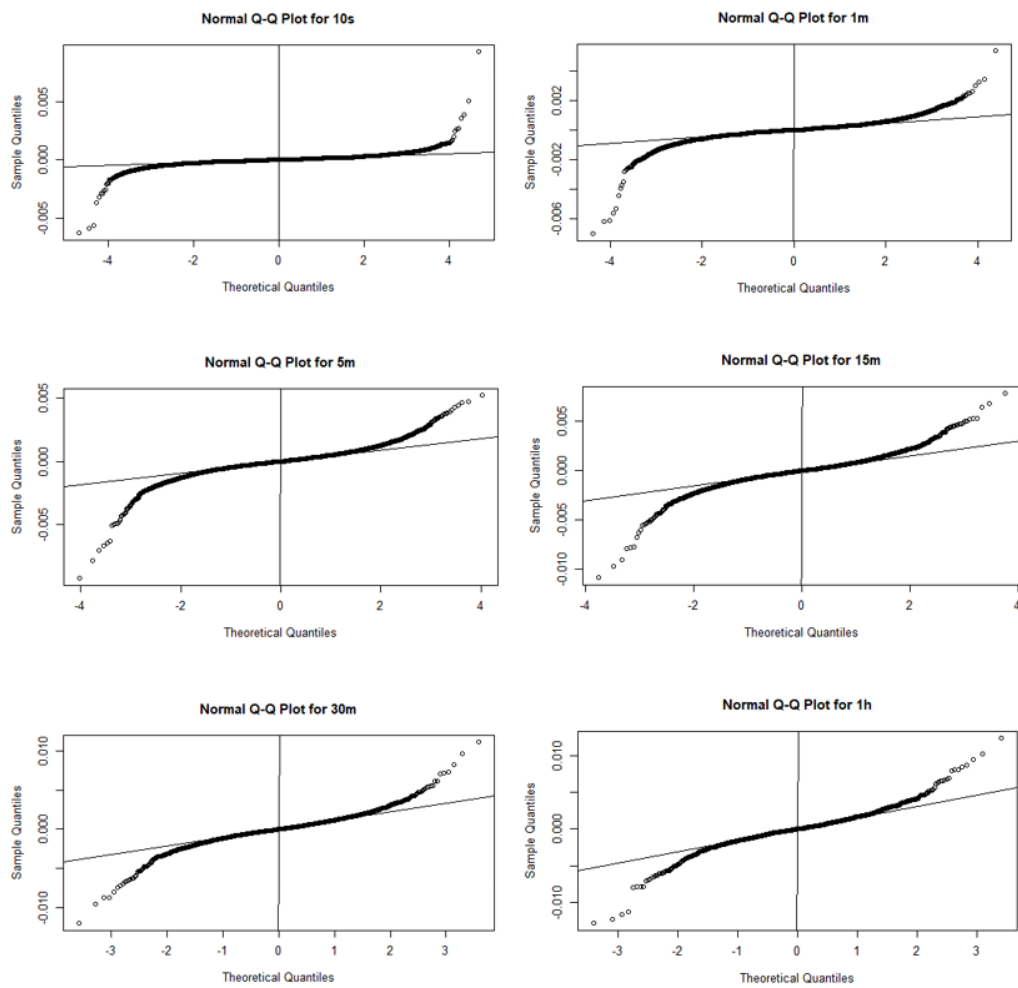 Normal Q-Q Plot for 10s
Sample Quantiles
0.005
0.000
-0.005
-4
-2
0
2
4
Theoretical Quantiles
Normal Q-Q Plot for 1m
Sample Quantiles
0.002
-0.002
-0.006
-4
-2
0
2
4
Theoretical Quantiles
Normal Q-Q Plot for 5m
Sample Quantiles
0.005
0.000
-0.005
-4
-2
0
2
4
Theoretical Quantiles
Normal Q-Q Plot for 15m
Sample Quantiles
0.005
0.000
-0.005
-0.010
-4
-2
0
2
4
Theoretical Quantiles
Normal Q-Q Plot for 30m
Sample Quantiles
0.010
0.000
-0.010
-3
-2
-1
0
1
2
3
Theoretical Quantiles
Normal Q-Q Plot for 1h
Sample Quantiles
0.010
0.000
-0.010
-3
-2
-1
0
1
2
3
Theoretical Quantiles